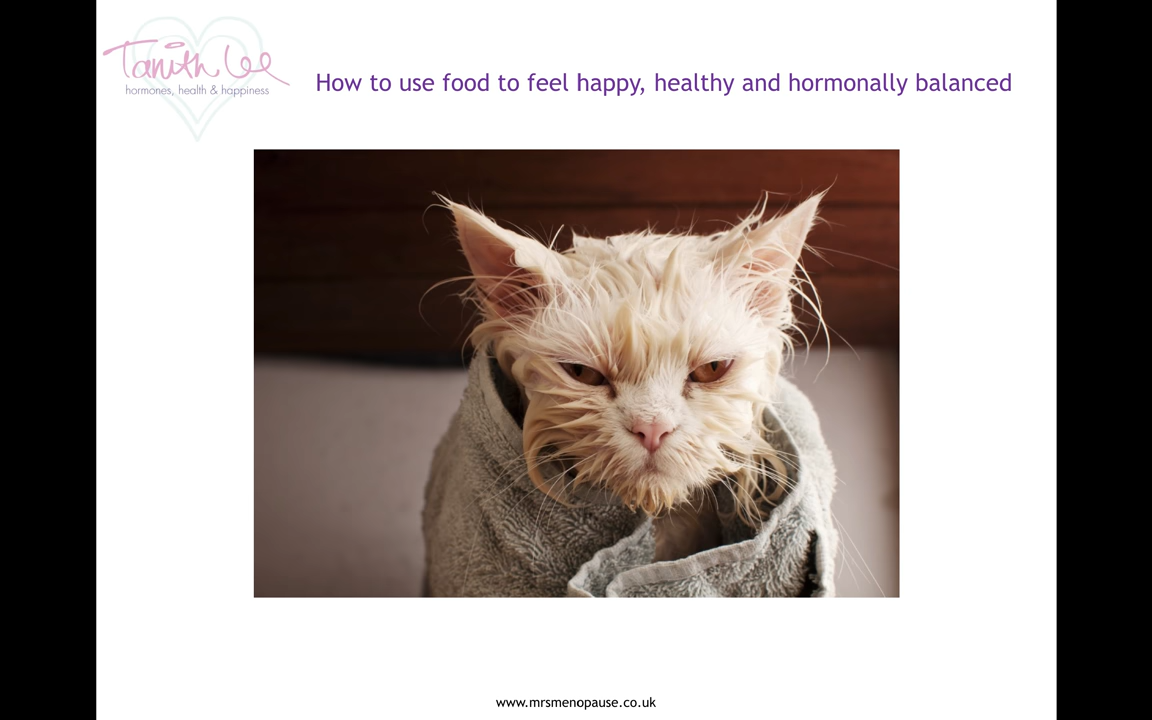 Tanith Lee
hormones, health & happiness
How to use food to feel happy, healthy and hormonally balanced
www.mrsmenopause.co.uk